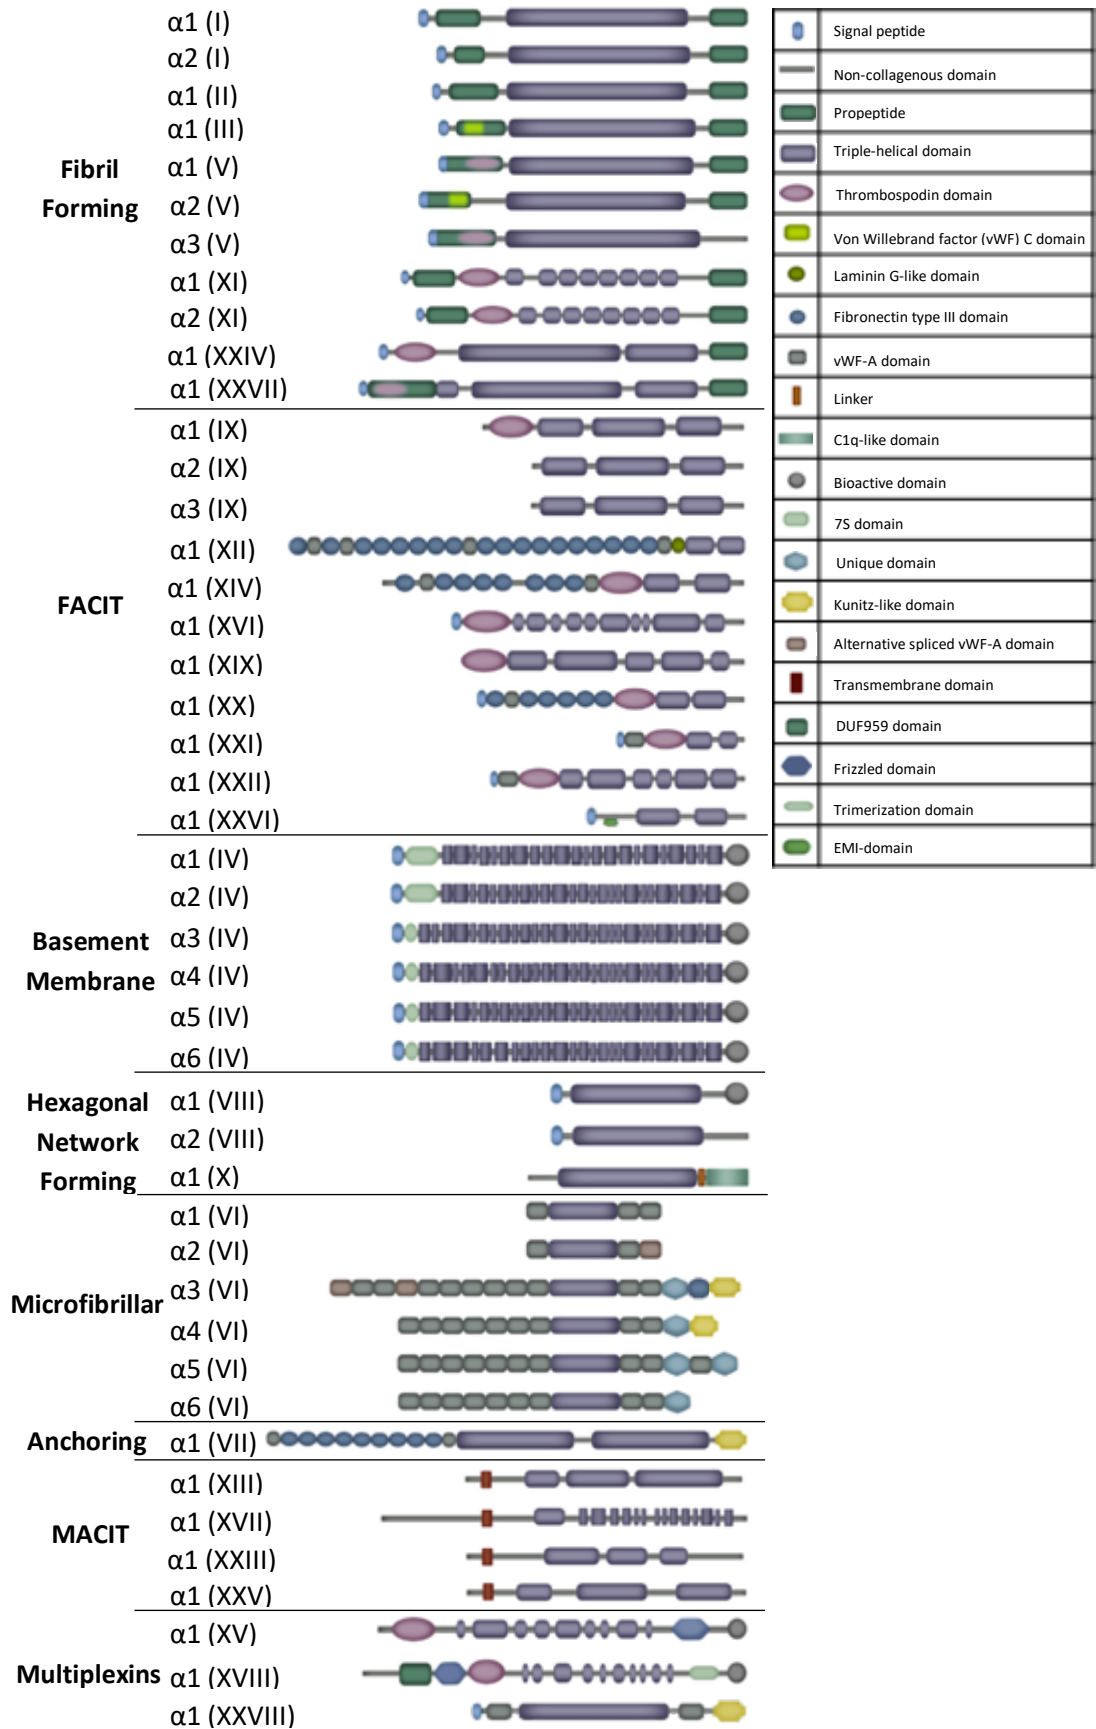 α1 (I)
α2 (I)
α1 (II)
α1 (III)
Fibril
Forming
α1 (V)
α2 (V)
α3 (V)
α1 (XI)
α2 (XI)
α1 (XXIV)
α1 (XXVII)
FACIT
α1 (IX)
α2 (IX)
α3 (IX)
α1 (XII)
α1 (XIV)
α1 (XVI)
α1 (XIX)
α1 (XX)
α1 (XXI)
α1 (XXII)
α1 (XXVI)
Basement
Membrane
α1 (IV)
α2 (IV)
α3 (IV)
α4 (IV)
α5 (IV)
α6 (IV)
Hexagonal
Network
Forming
α1 (VIII)
α2 (VIII)
α1 (X)
Microfibrillar
α1 (VI)
α2 (VI)
α3 (VI)
α4 (VI)
α5 (VI)
α6 (VI)
Anchoring
α1 (VII)
MACIT
α1 (XIII)
α1 (XVII)
α1 (XXIII)
α1 (XXV)
Multiplexins
α1 (XV)
α1 (XVIII)
α1 (XXVIII)
Signal peptide
Non-collagenous domain
Propeptide
Triple-helical domain
Thrombospodin domain
Von Willebrand factor (vWF) C domain
Laminin G-like domain
Fibronectin type III domain
vWF-A domain
Linker
C1q-like domain
Bioactive domain
7S domain
Unique domain
Kunitz-like domain
Alternative spliced vWF-A domain
Transmembrane domain
DUF959 domain
Frizzled domain
Trimerization domain
EMI-domain